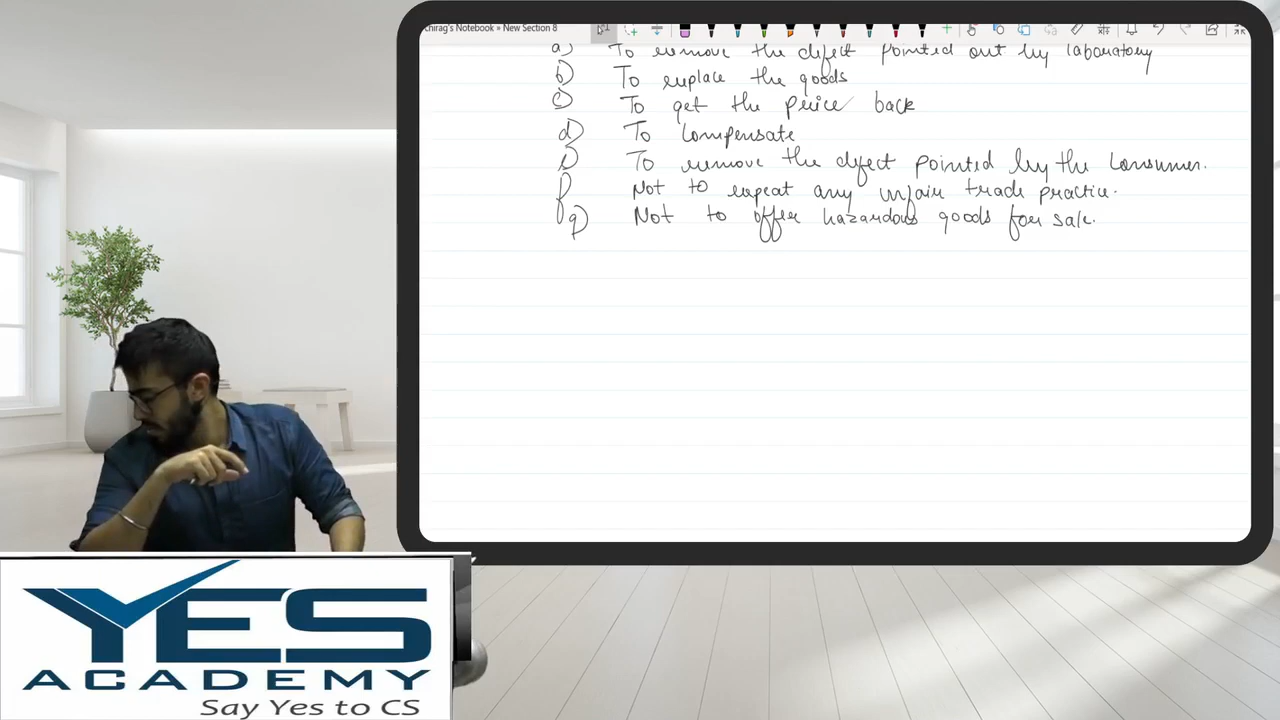 chirag's Notebook » New Section 8
a) To remove the defect pointed out by laboratory
b) To replace the goods
c) To get the price back
d) To compensate
e) To remove the defect pointed by the consumer.
f) Not to repeat any unfair trade practice.
g) Not to offer hazardous goods for sale.
YES
ACADEMY
Say Yes to CS